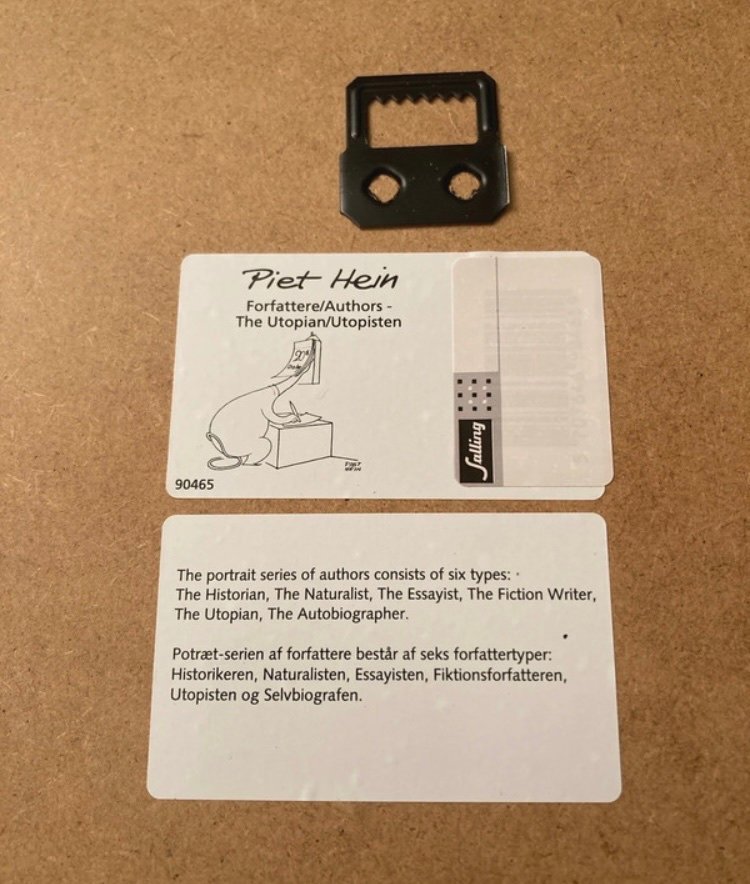 Piet Hein
Forfattere/Authors -
The Utopian/Utopisten
PIET
HEIN
90465
Salling
The portrait series of authors consists of six types:
The Historian, The Naturalist, The Essayist, The Fiction Writer,
The Utopian, The Autobiographer.
Potræt-serien af forfattere består af seks forfattertyper:
Historikeren, Naturalisten, Essayisten, Fiktionsforfatteren,
Utopisten og Selvbiografen.